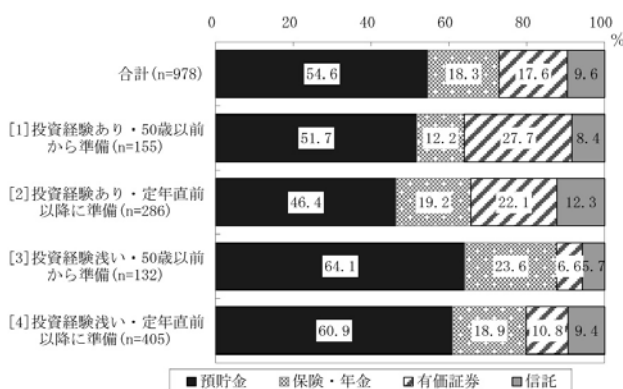 0 20 40 60 80 100
%
合計(n=978)
54.6 18.3 17.6 9.6
[1]投資経験あり・50歳以前
から準備(n=155)
51.7 12.2 27.7 8.4
[2]投資経験あり・定年直前
以降に準備(n=286)
46.4 19.2 22.1 12.3
[3]投資経験浅い・50歳以前
から準備(n=132)
64.1 23.6 6.6 5.7
[4]投資経験浅い・定年直前
以降に準備(n=405)
60.9 18.9 10.8 9.4
預貯金 保険・年金 有価証券 信託